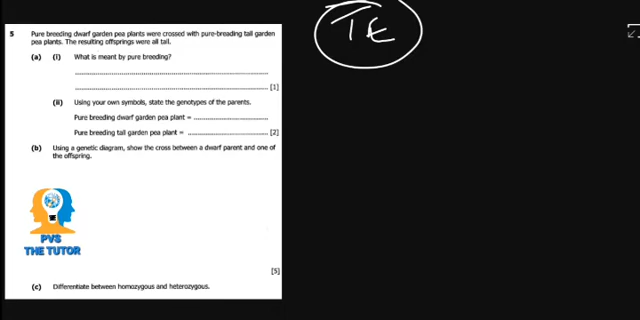 TE
5 Pure breeding dwarf garden pea plants were crossed with pure-breading tall garden
pea plants. The resulting offsprings were all tall.
(a) (i) What is meant by pure breeding?
[1]
(ii) Using your own symbols, state the genotypes of the parents.
Pure breeding dwarf garden pea plant =
Pure breeding tall garden pea plant = [2]
(b) Using a genetic diagram, show the cross between a dwarf parent and one of
the offspring.
PVS
THE TUTOR
[5]
(c) Differentiate between homozygous and heterozygous.